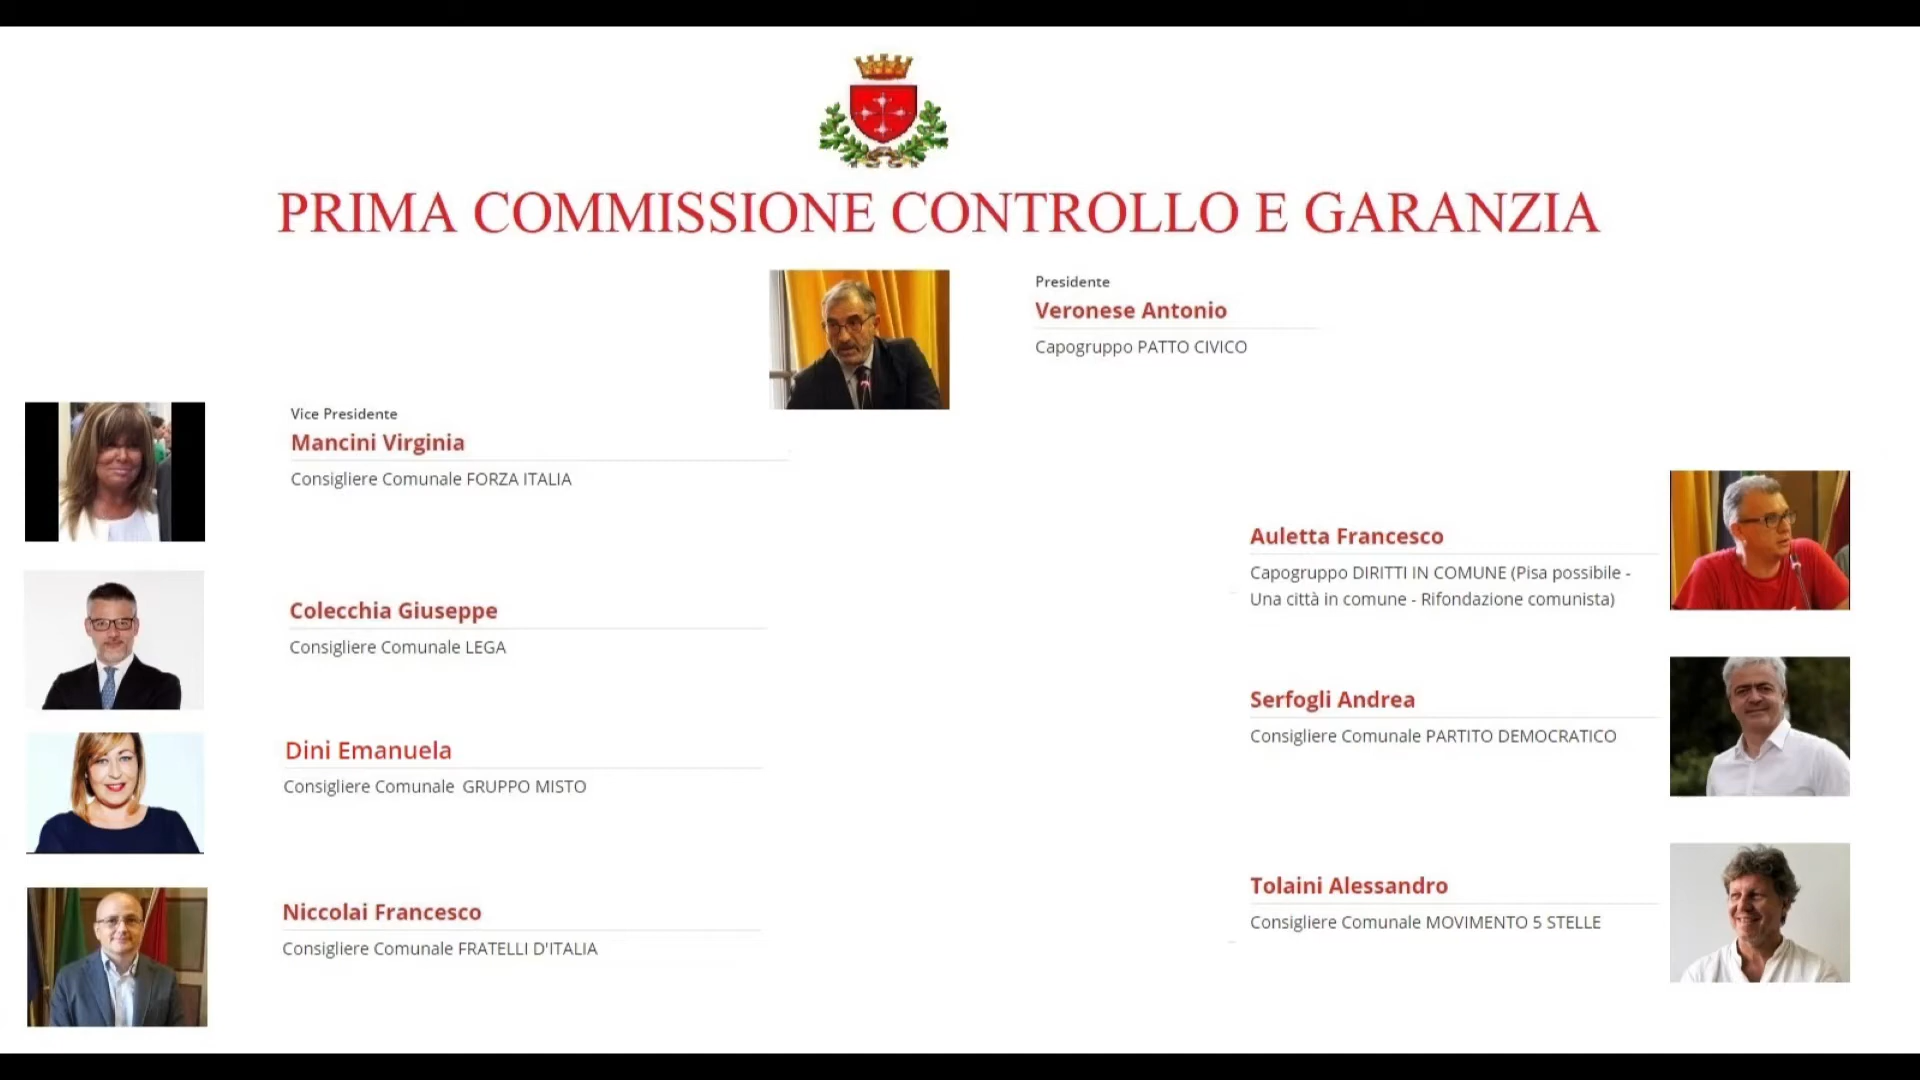 PRIMA COMMISSIONE CONTROLLO E GARANZIA
Presidente
Veronese Antonio
Capogruppo PATTO CIVICO
Vice Presidente
Mancini Virginia
Consigliere Comunale FORZA ITALIA
Colecchia Giuseppe
Consigliere Comunale LEGA
Dini Emanuela
Consigliere Comunale GRUPPO MISTO
Niccolai Francesco
Consigliere Comunale FRATELLI D'ITALIA
Auletta Francesco
Capogruppo DIRITTI IN COMUNE (Pisa possibile -
Una città in comune - Rifondazione comunista)
Serfogli Andrea
Consigliere Comunale PARTITO DEMOCRATICO
Tolaini Alessandro
Consigliere Comunale MOVIMENTO 5 STELLE